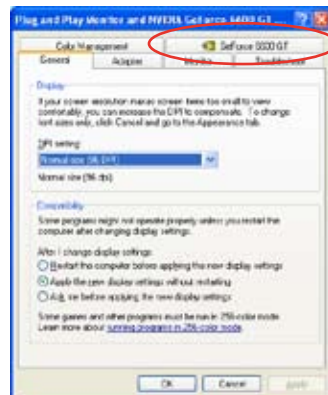 Plug and Play Monitor and NVIDIA GeForce 6600 GT ...
Color Management
GeForce 6600 GT
General
Adapter
Monitor
Troubleshoot
Display
If your screen resolution makes screen items too small to view
comfortably, you can increase the DPI to compensate. To change
font sizes only, click Cancel and go to the Appearance tab.
DPI setting:
Normal size (96 DPI)
Normal size (96 dpi)
Compatibility
Some programs might not operate properly unless you restart the
computer after changing display settings.
After I change display settings:
Restart the computer before applying the new display settings
Apply the new display settings without restarting
Ask me before applying the new display settings
Some games and other programs must be run in 256-color mode.
Learn more about running programs in 256-color mode.
OK
Cancel
Apply